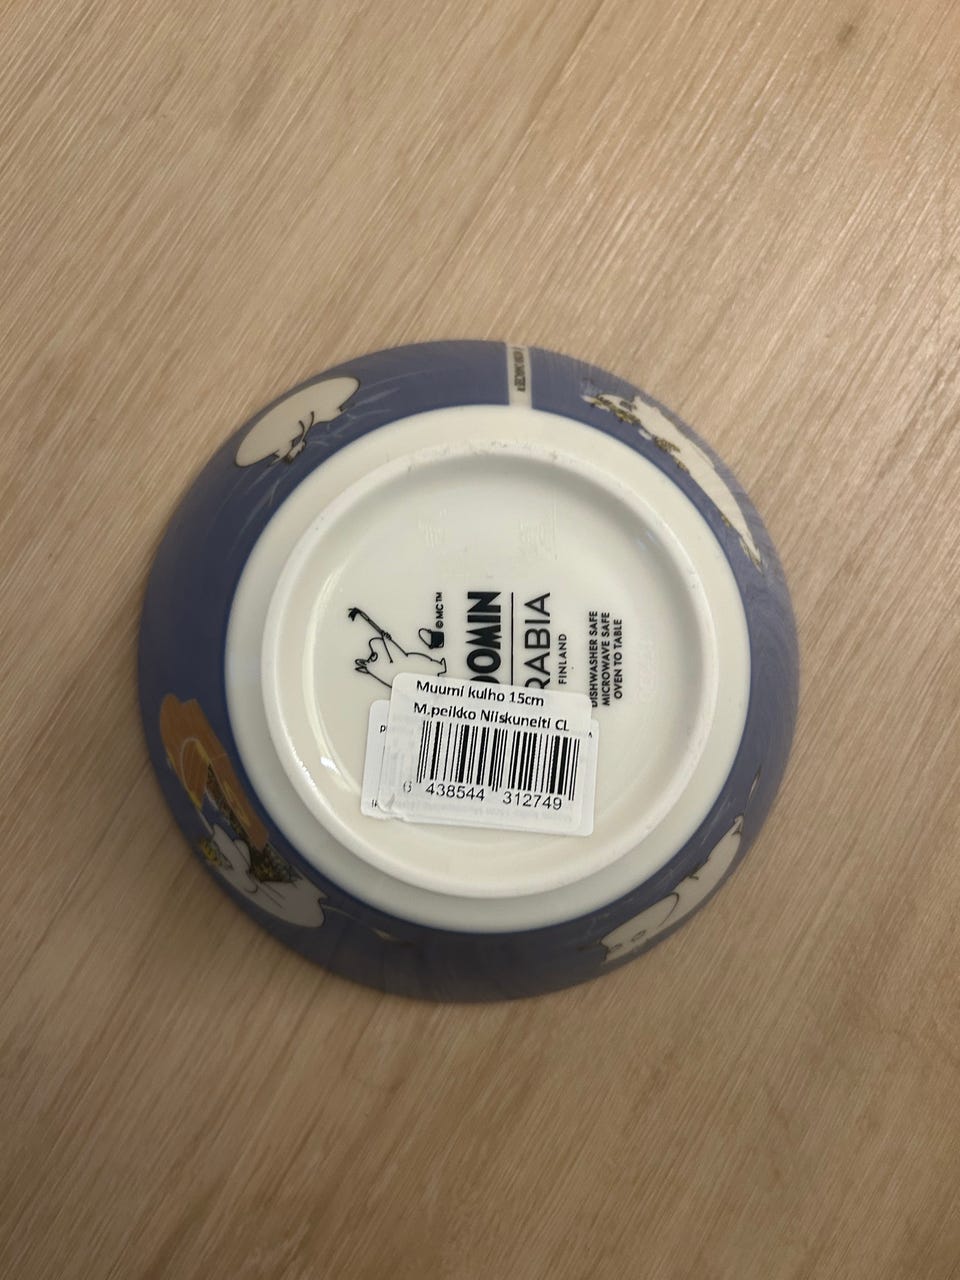 ©MC™
OOMIN
RABIA
FINLAND
DISHWASHER SAFE
MICROWAVE SAFE
OVEN TO TABLE
Muumi kulho 15cm
M.peikko Niiskuneiti CL
6 438544 312749